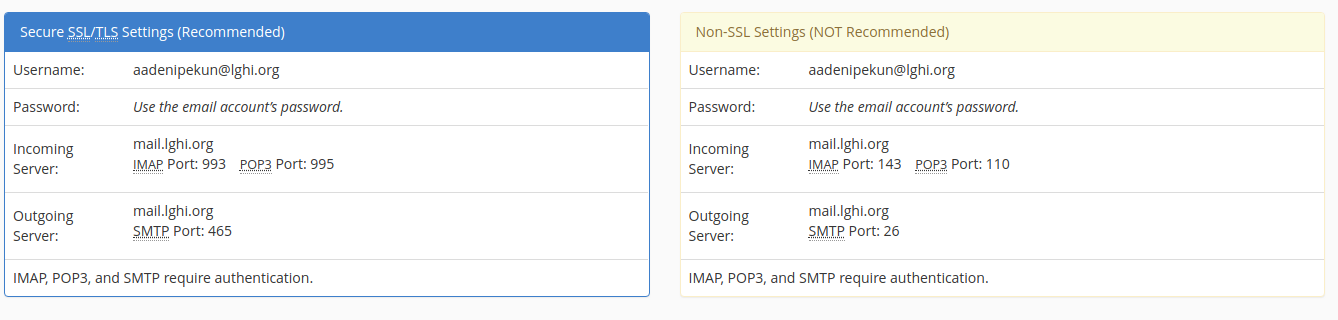 Secure SSL/TLS Settings (Recommended)
Username: aadenipekun@lghi.org
Password: Use the email account's password.
Incoming Server: mail.lghi.org
IMAP Port: 993 POP3 Port: 995
Outgoing Server: mail.lghi.org
SMTP Port: 465
IMAP, POP3, and SMTP require authentication.
Non-SSL Settings (NOT Recommended)
Username: aadenipekun@lghi.org
Password: Use the email account's password.
Incoming Server: mail.lghi.org
IMAP Port: 143 POP3 Port: 110
Outgoing Server: mail.lghi.org
SMTP Port: 26
IMAP, POP3, and SMTP require authentication.